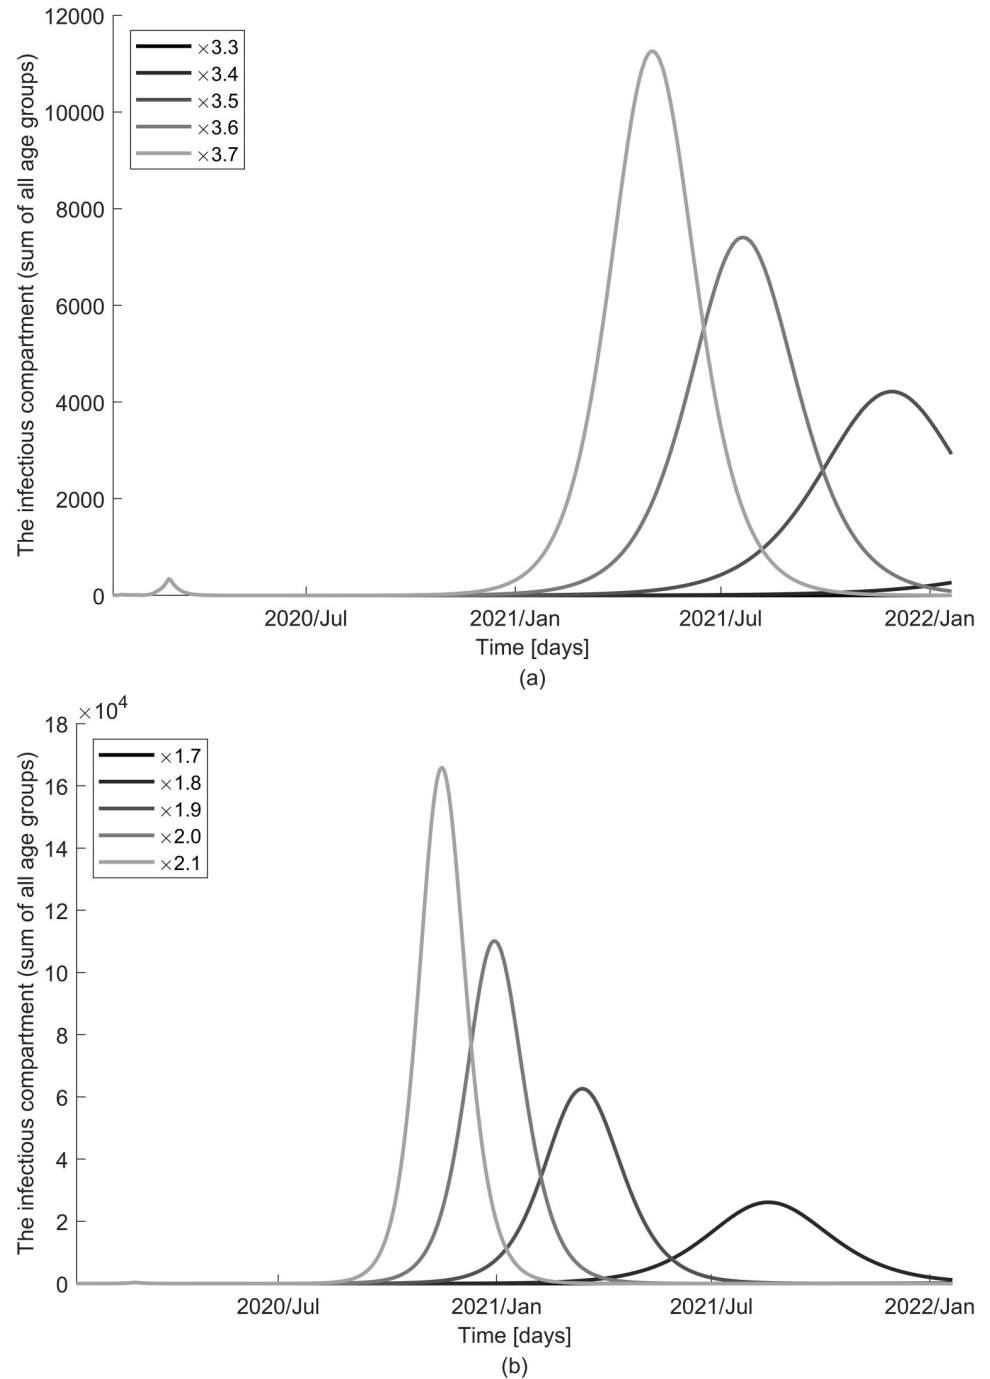 The infectious compartment (sum of all age groups)
12000
10000
8000
6000
4000
2000
0
×3.3
×3.4
×3.5
×3.6
×3.7
2020/Jul
2021/Jan
2021/Jul
2022/Jan
Time [days]
(a)
×10⁴
The infectious compartment (sum of all age groups)
18
16
14
12
10
8
6
4
2
0
×1.7
×1.8
×1.9
×2.0
×2.1
2020/Jul
2021/Jan
2021/Jul
2022/Jan
Time [days]
(b)